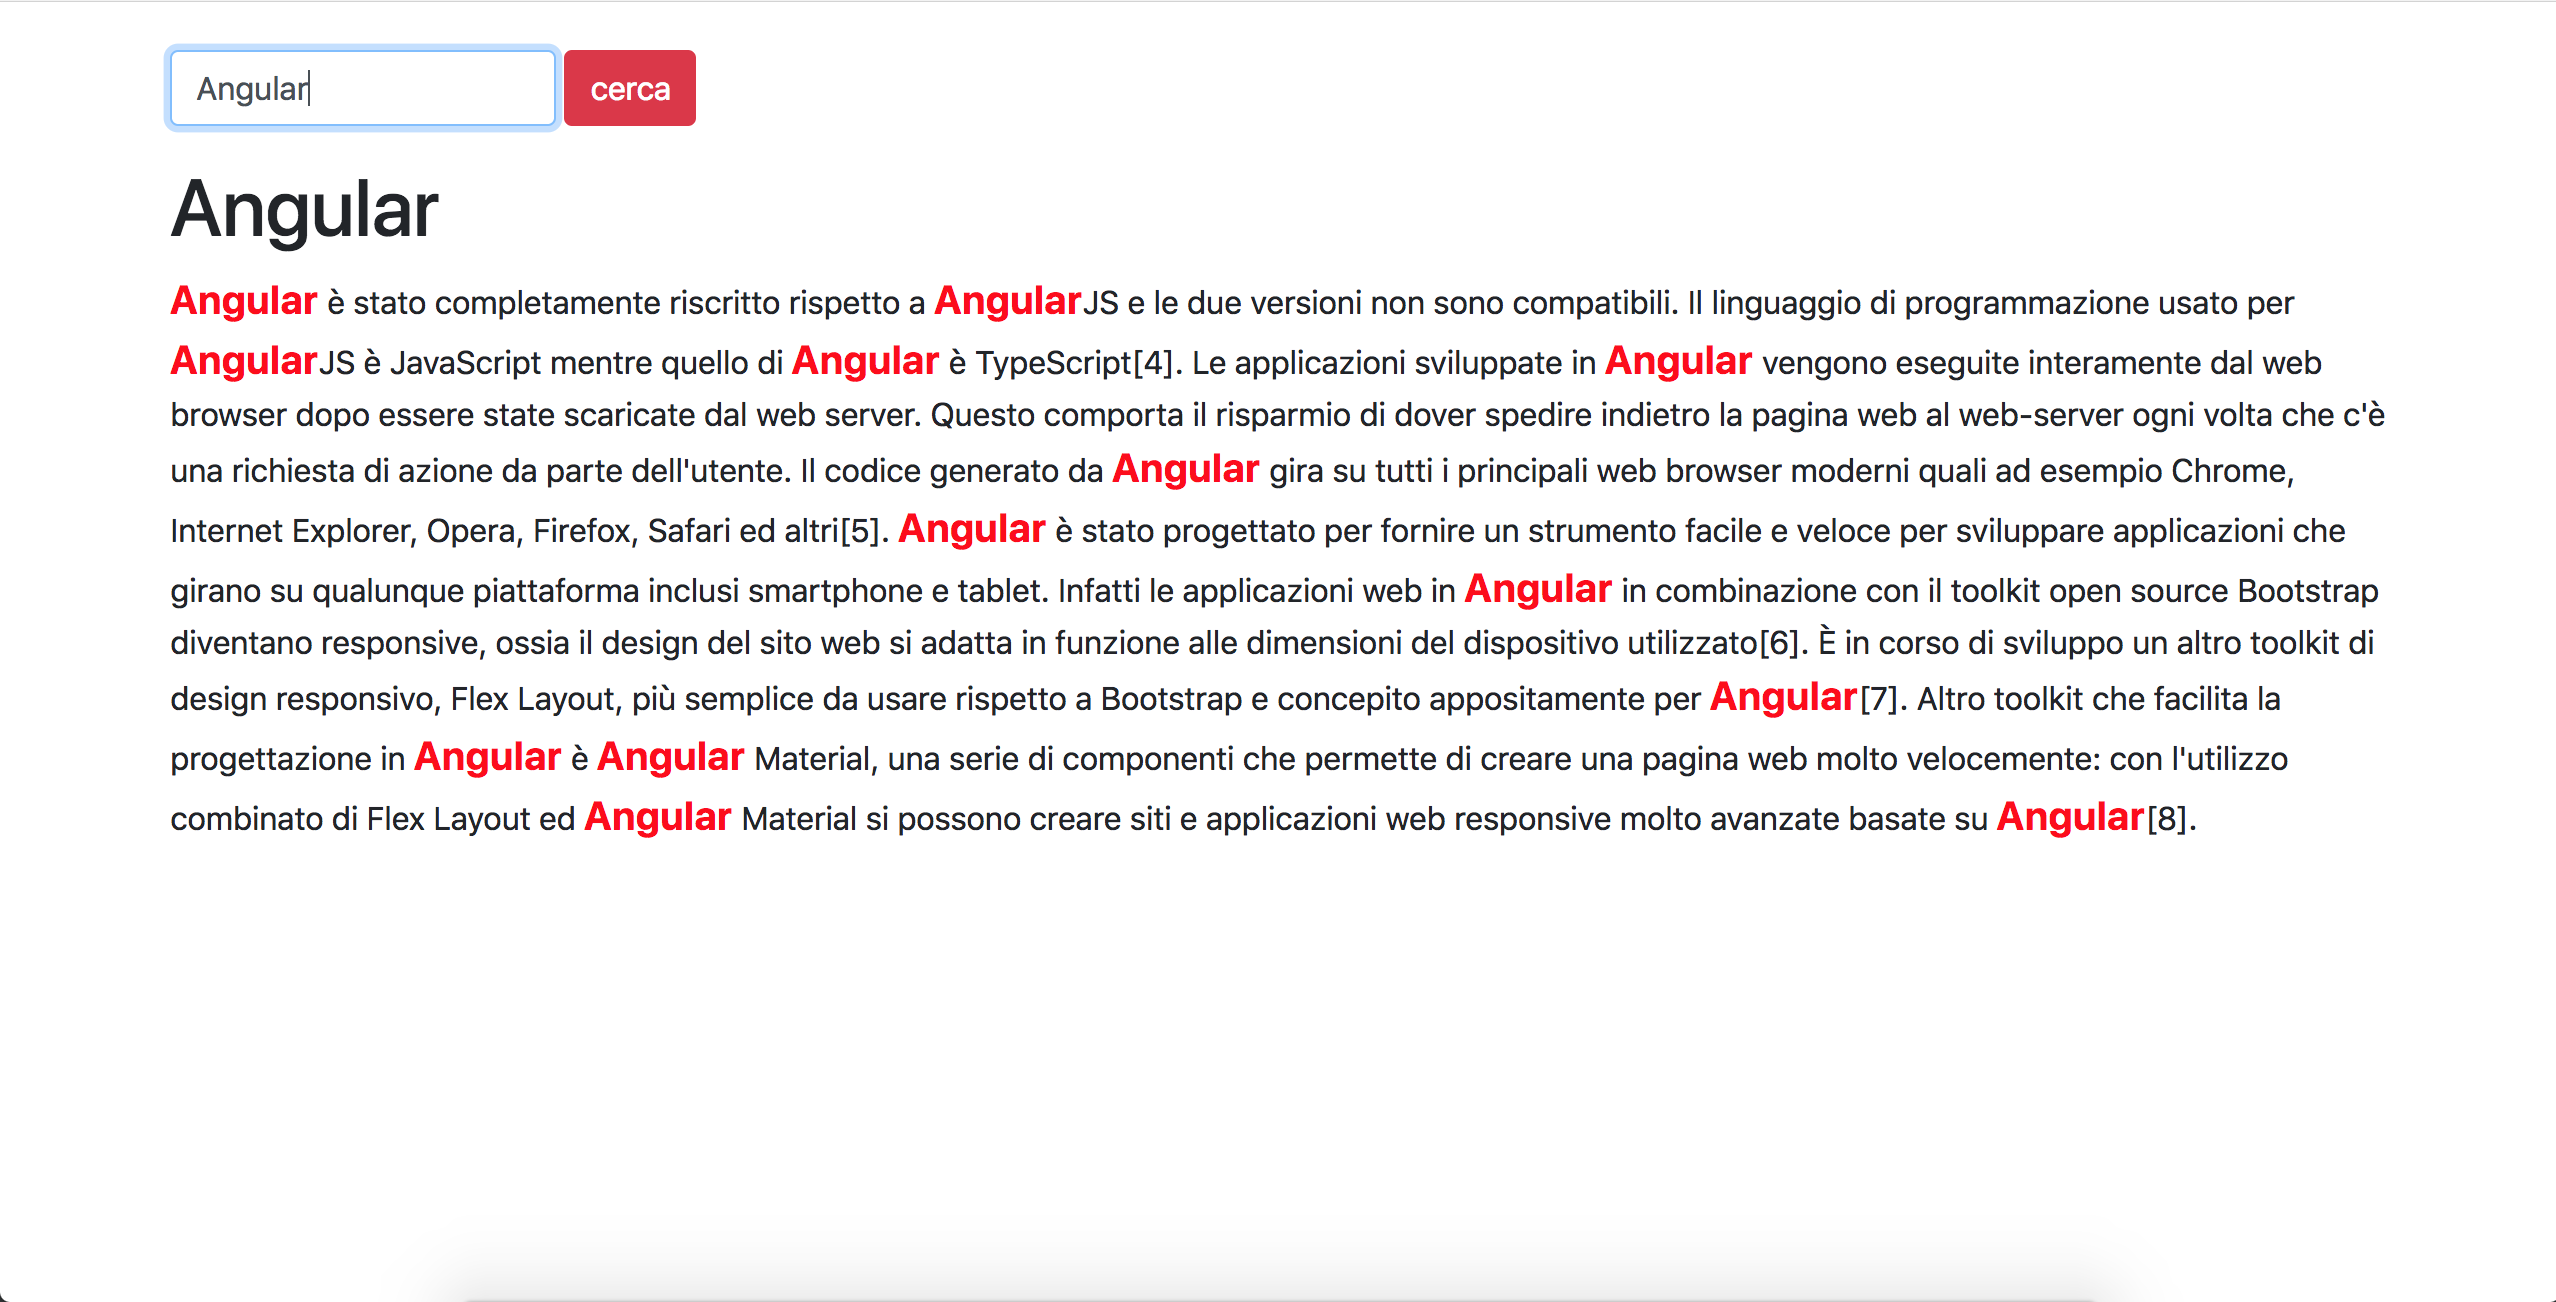 Angular
cerca
Angular
Angular è stato completamente riscritto rispetto a AngularJS e le due versioni non sono compatibili. Il linguaggio di programmazione usato per
AngularJS è JavaScript mentre quello di Angular è TypeScript[4]. Le applicazioni sviluppate in Angular vengono eseguite interamente dal web
browser dopo essere state scaricate dal web server. Questo comporta il risparmio di dover spedire indietro la pagina web al web-server ogni volta che c'è
una richiesta di azione da parte dell'utente. Il codice generato da Angular gira su tutti i principali web browser moderni quali ad esempio Chrome,
Internet Explorer, Opera, Firefox, Safari ed altri[5]. Angular è stato progettato per fornire un strumento facile e veloce per sviluppare applicazioni che
girano su qualunque piattaforma inclusi smartphone e tablet. Infatti le applicazioni web in Angular in combinazione con il toolkit open source Bootstrap
diventano responsive, ossia il design del sito web si adatta in funzione alle dimensioni del dispositivo utilizzato[6]. È in corso di sviluppo un altro toolkit di
design responsivo, Flex Layout, più semplice da usare rispetto a Bootstrap e concepito appositamente per Angular[7]. Altro toolkit che facilita la
progettazione in Angular è Angular Material, una serie di componenti che permette di creare una pagina web molto velocemente: con l'utilizzo
combinato di Flex Layout ed Angular Material si possono creare siti e applicazioni web responsive molto avanzate basate su Angular[8].